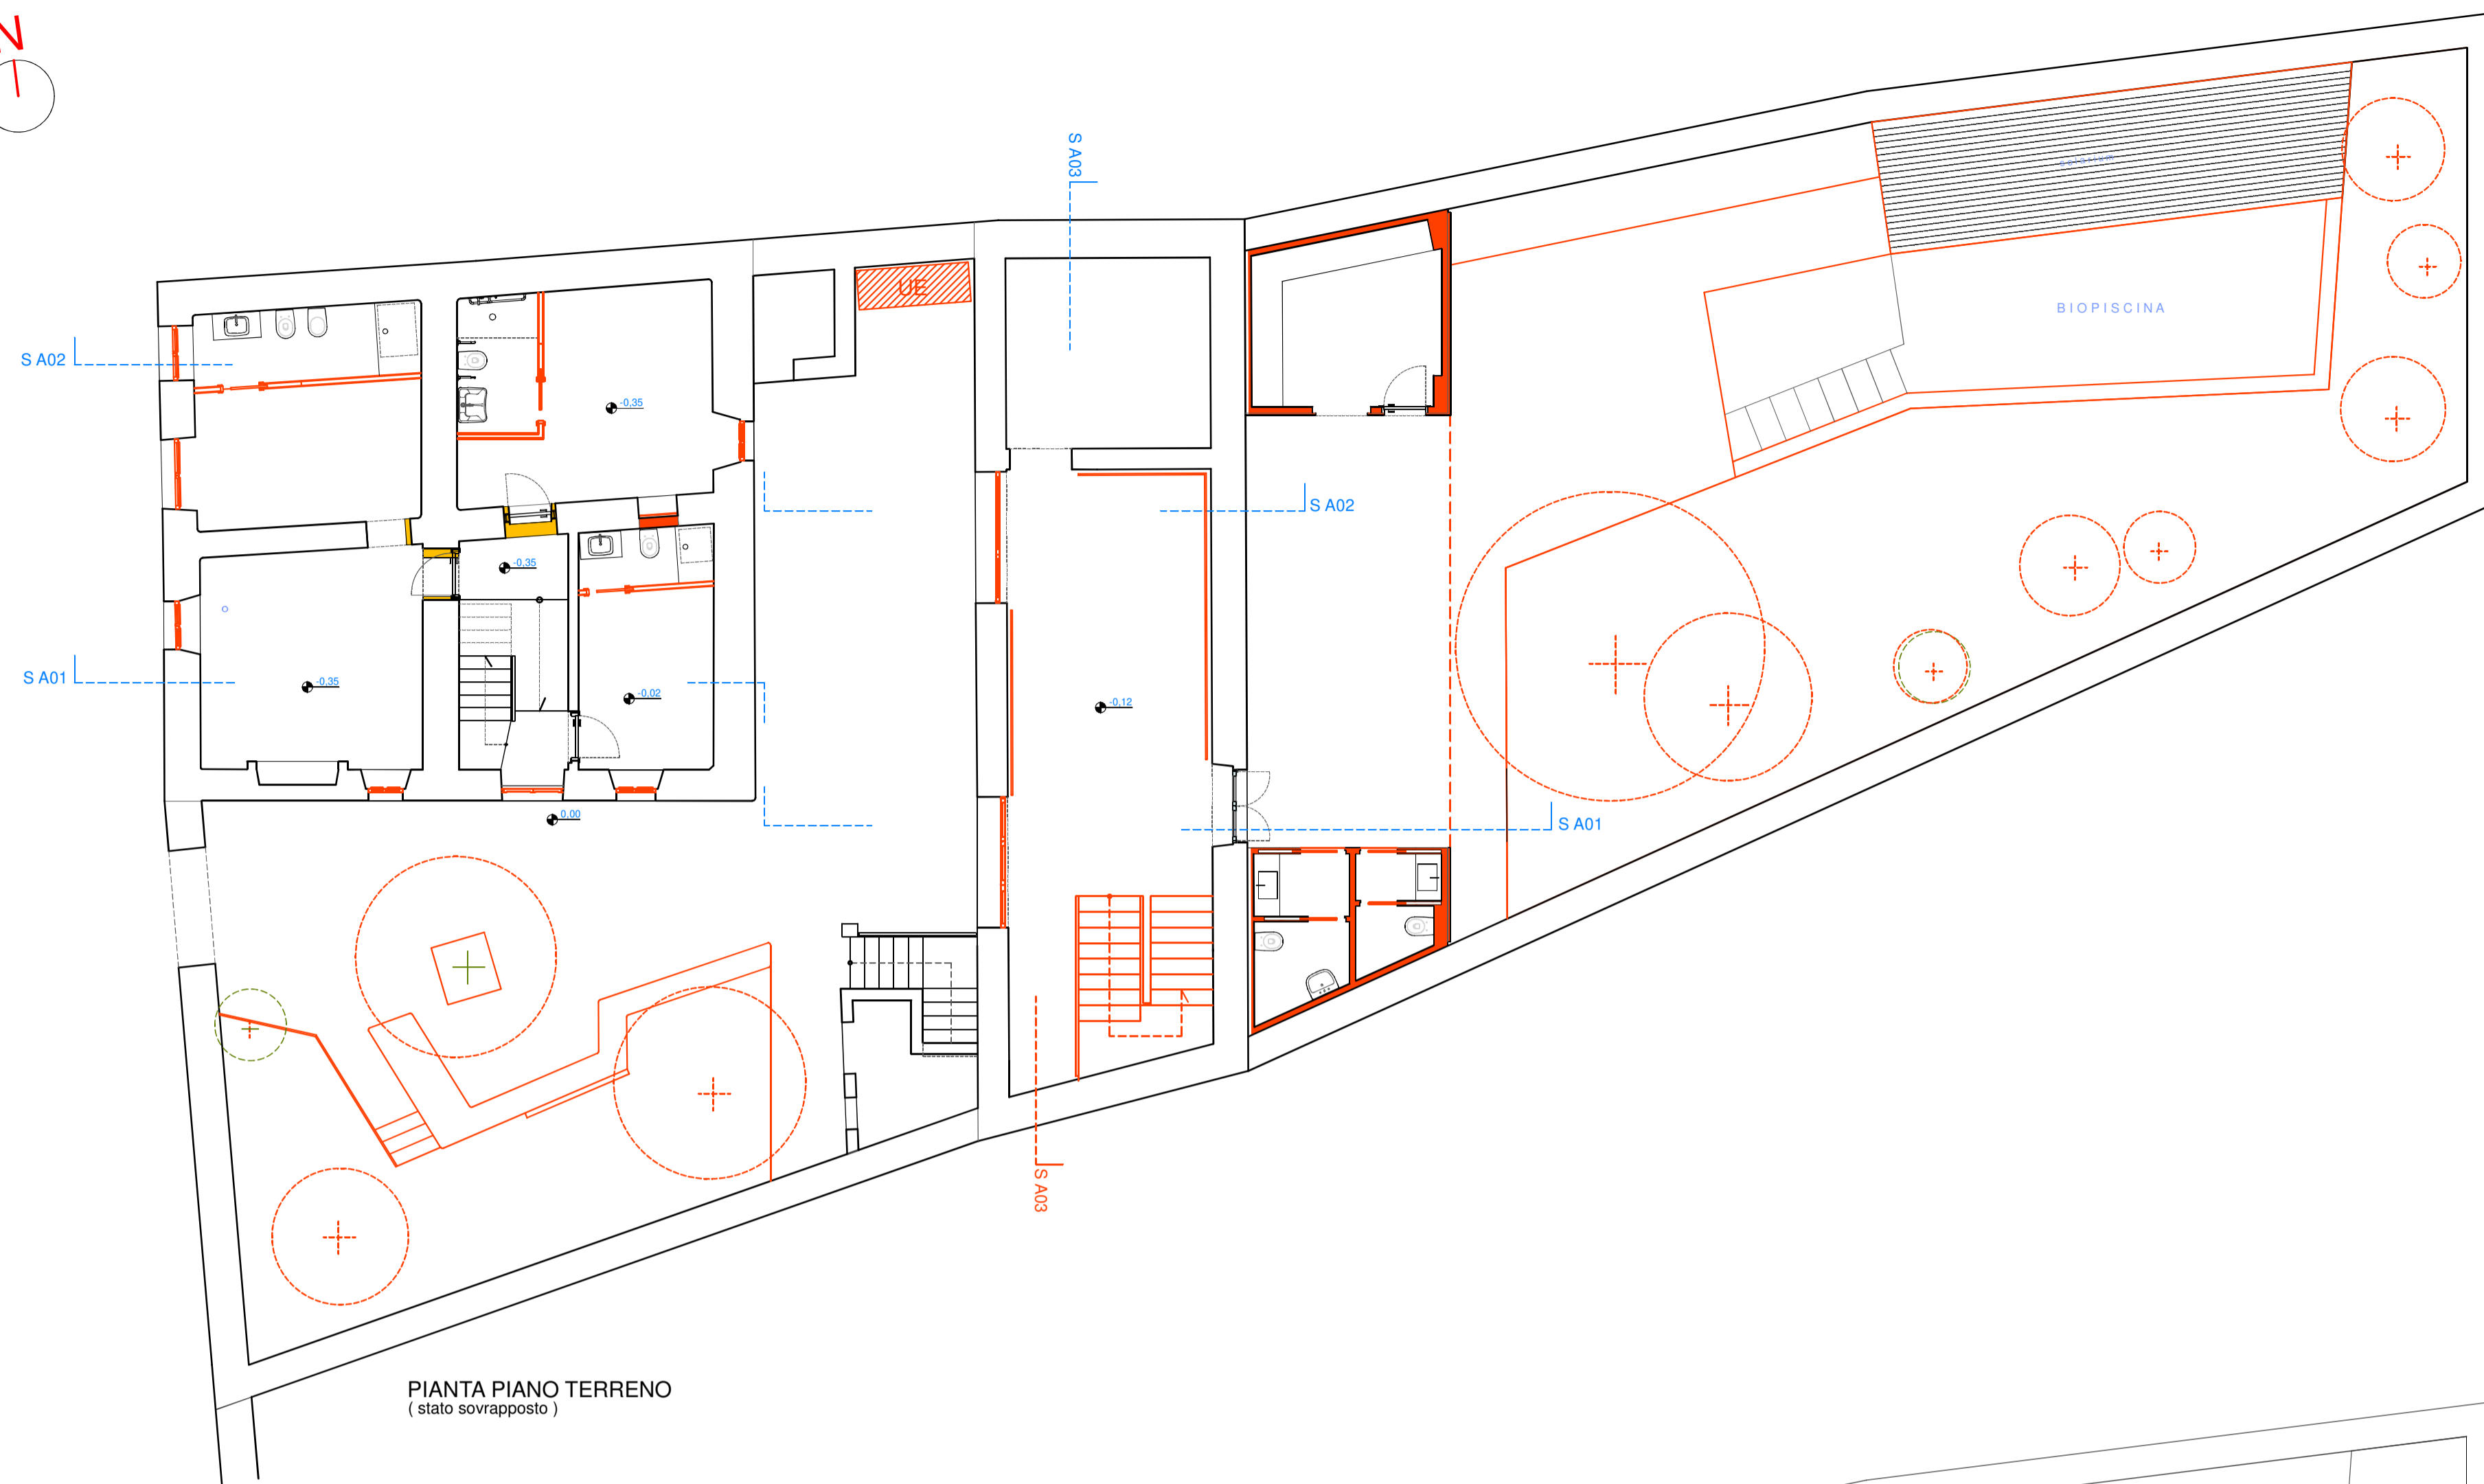 N
S A03
solarium
UE
BIOPISCINA
S A02
-0,35
S A02
-0,35
S A01
-0,35
-0,02
-0,12
0,00
S A01
S A03
PIANTA PIANO TERRENO
( stato sovrapposto )